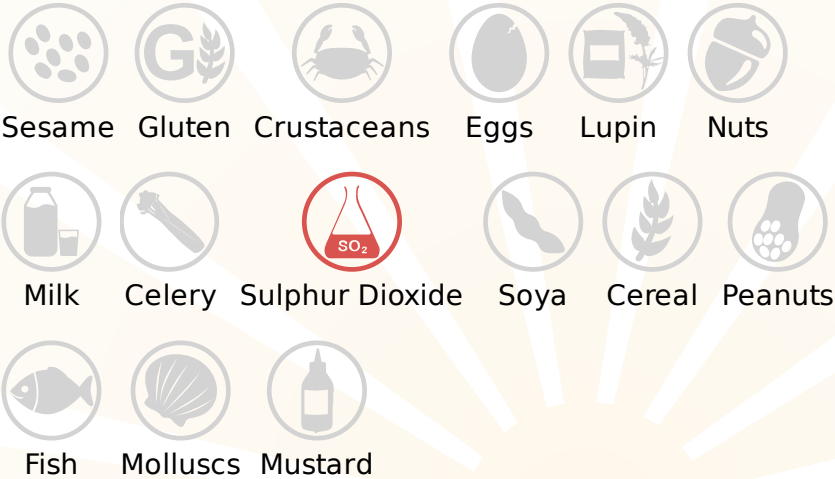 G
Sesame Gluten Crustaceans Eggs Lupin Nuts
SO₂
Milk Celery Sulphur Dioxide Soya Cereal Peanuts
Fish Molluscs Mustard